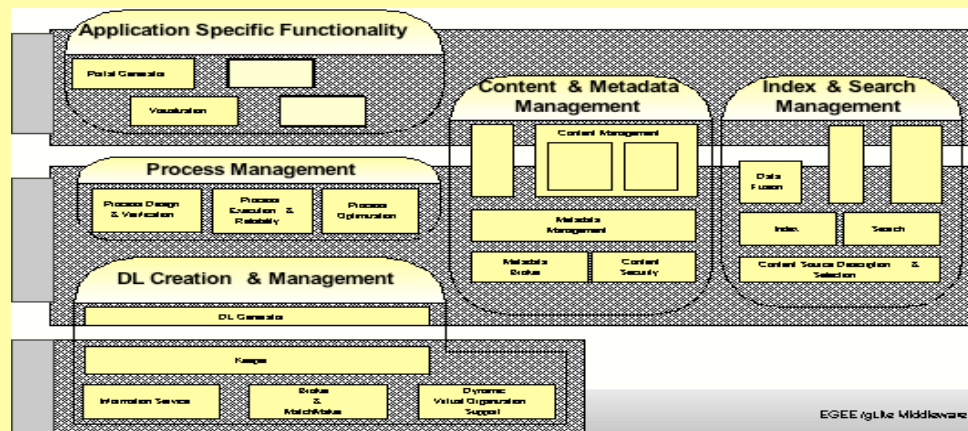 Application Specific Functionality
Portal Generator
Visualization
Process Management
Process Design
& Verification
Process
Execution &
Reliability
Process
Optimization
DL Creation & Management
DL Generator
Keeper
Information Service
Broker
&
MatchMaker
Dynamic
Virtual Organization
Support
Content & Metadata
Management
Content Management
Metadata
Management
Metadata
Broker
Content
Security
Index & Search
Management
Data
Fusion
Index
Search
Content Source Description &
Selection
EGEE /gLite Middleware